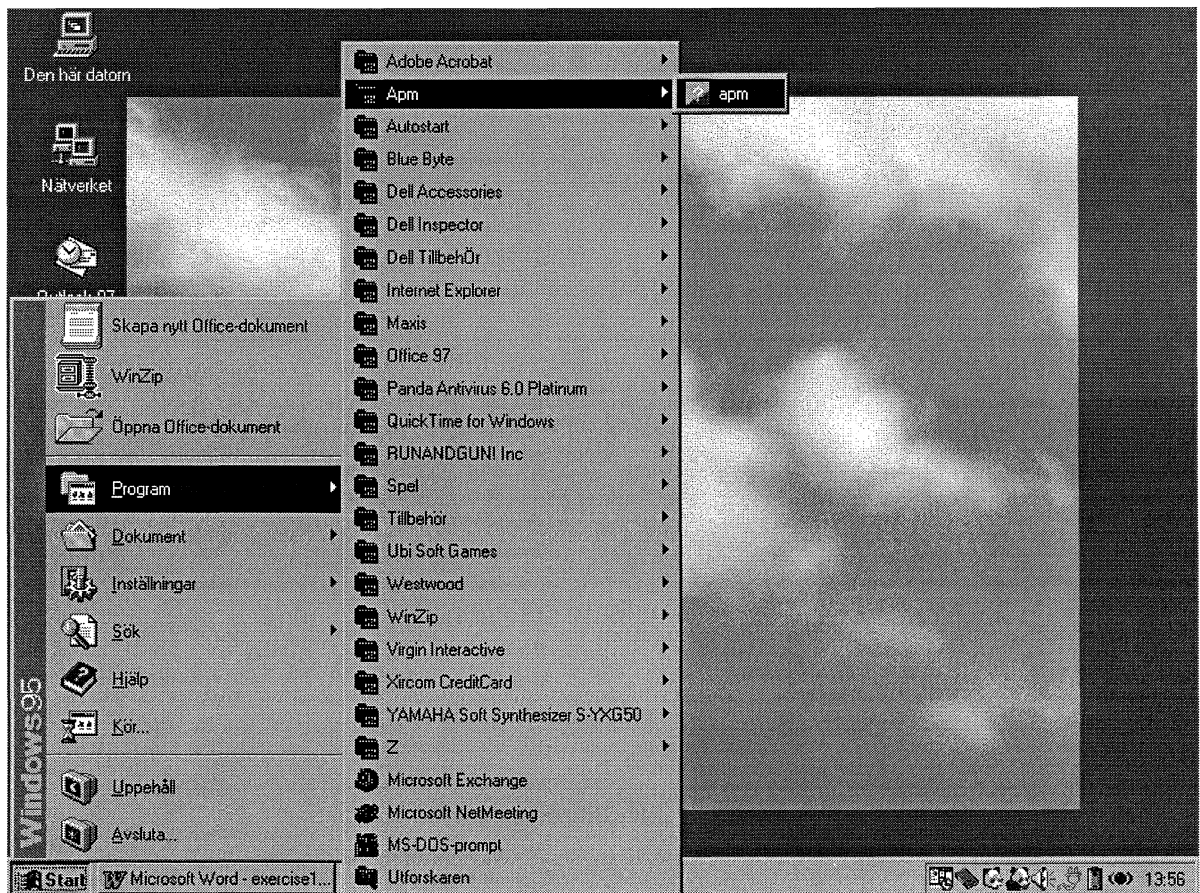 Den här datorn
Nätverket
Outlook 97
Skapa nytt Office-dokument
WinZip
Öppna Office-dokument
Program
Dokument
Inställningar
Sök
Hjälp
Kör...
Uppehåll
Avsluta...
Windows95
Adobe Acrobat
Apm
Autostart
Blue Byte
Dell Accessories
Dell Inspector
Dell TillbehÖr
Internet Explorer
Maxis
Office 97
Panda Antivirus 6.0 Platinum
QuickTime for Windows
RUNANDGUN! Inc
Spel
Tillbehör
Ubi Soft Games
Westwood
WinZip
Virgin Interactive
Xircom CreditCard
YAMAHA Soft Synthesizer S-YXG50
Z
Microsoft Exchange
Microsoft NetMeeting
MS-DOS-prompt
Utforskaren
apm
Start
Microsoft Word - exercise1...
13:56